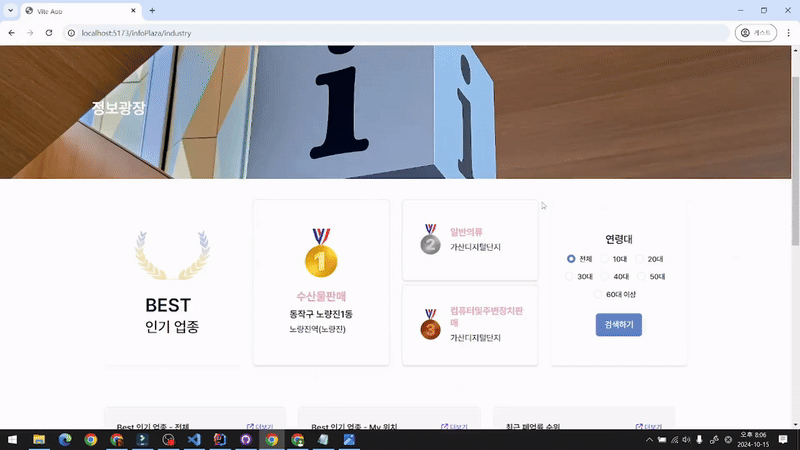 Vite App
localhost:5173/infoPlaza/industry
게스트
정보광장
i
i
BEST
인기 업종
1
수산물판매
동작구 노량진1동
노량진역(노량진)
2
일반의류
가산디지털단지
3
컴퓨터및주변장치판
매
가산디지털단지
연령대
전체 10대 20대
30대 40대 50대
60대 이상
검색하기
Best 인기 업종 - 전체 더보기
Best 인기 업종 - My 위치 더보기
최근 폐업률 순위 더보기
오후 8:06
2024-10-15